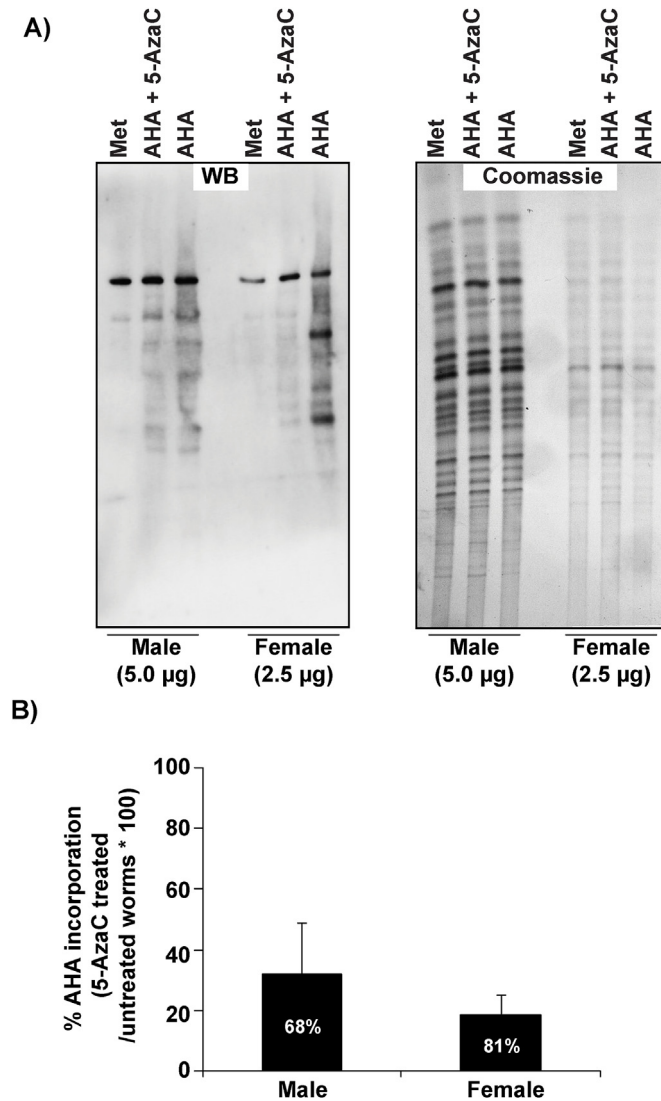 A)
Met
AHA + 5-AzaC
AHA
Met
AHA + 5-AzaC
AHA
Met
AHA + 5-AzaC
AHA
Met
AHA + 5-AzaC
AHA
WB
Coomassie
Male
(5.0 µg)
Female
(2.5 µg)
Male
(5.0 µg)
Female
(2.5 µg)
B)
% AHA incorporation
(5-AzaC treated
/untreated worms * 100)
100
80
60
40
20
0
68%
81%
Male
Female